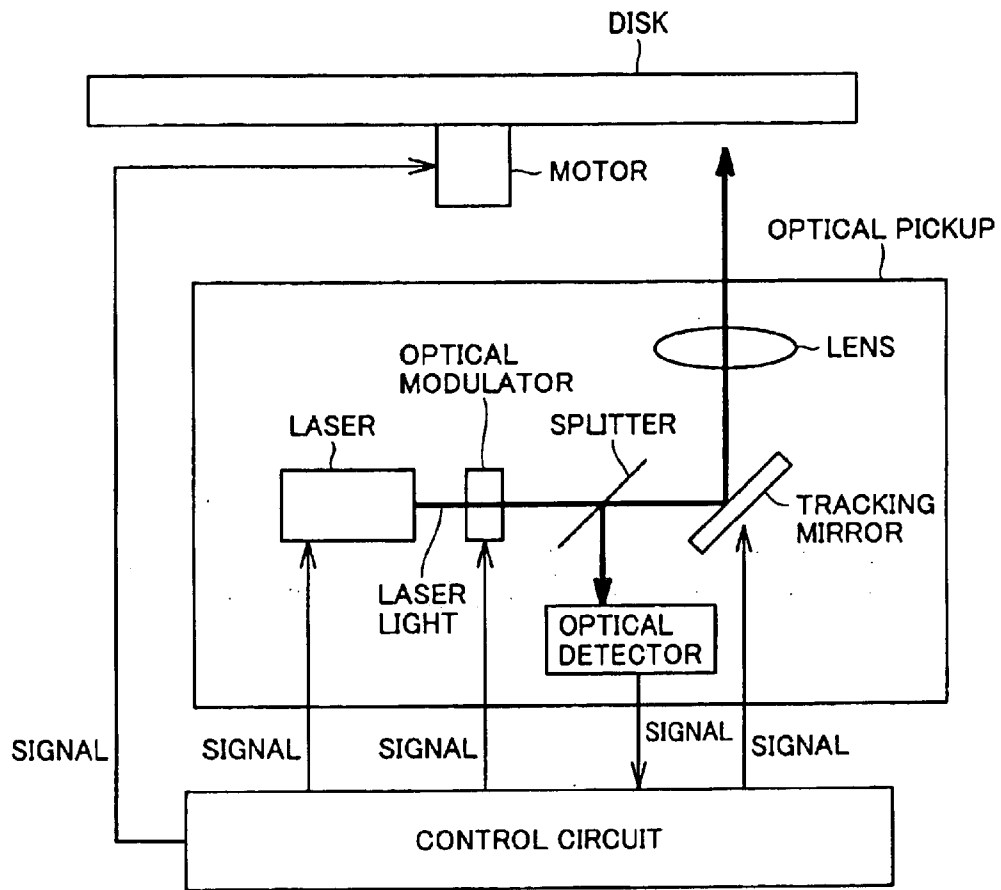 DISK
MOTOR
OPTICAL PICKUP
LENS
OPTICAL
MODULATOR
SPLITTER
LASER
TRACKING
MIRROR
LASER
LIGHT
OPTICAL
DETECTOR
SIGNAL
SIGNAL
SIGNAL
SIGNAL
SIGNAL
CONTROL CIRCUIT